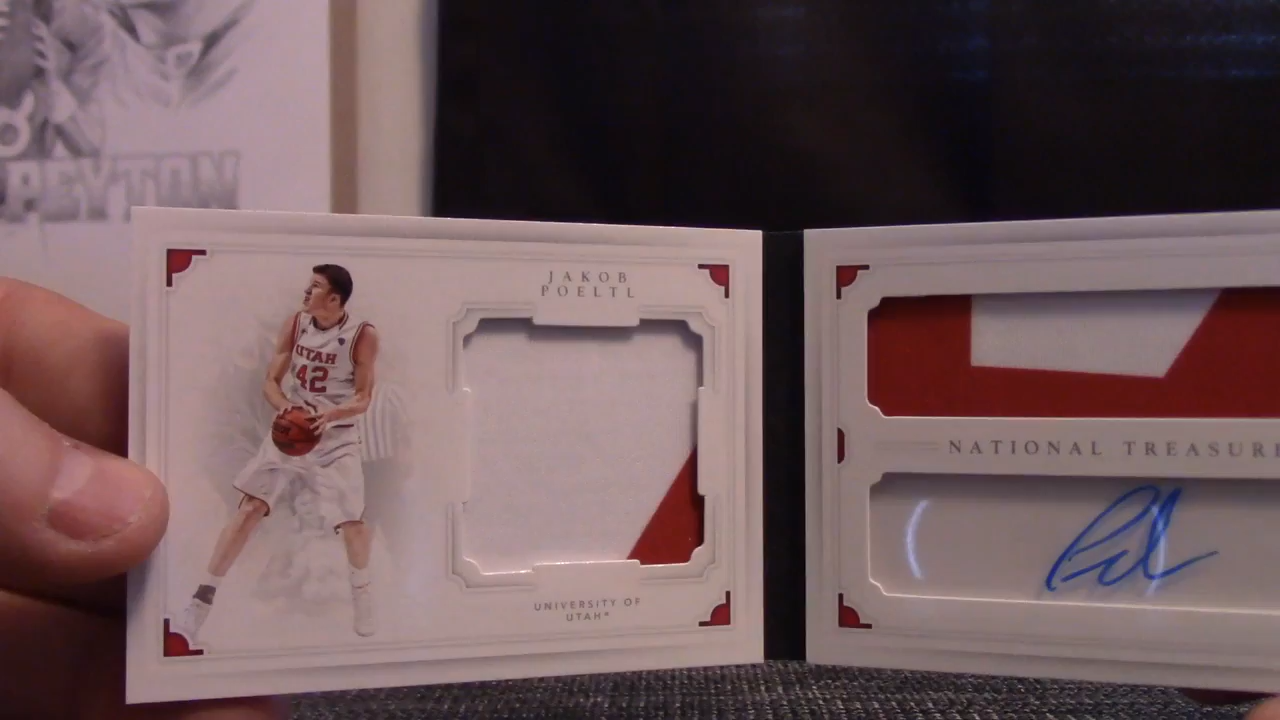 PEYTON
JAKOB
POELTL
UTAH
42
UNIVERSITY OF
UTAH®
NATIONAL TREASURE